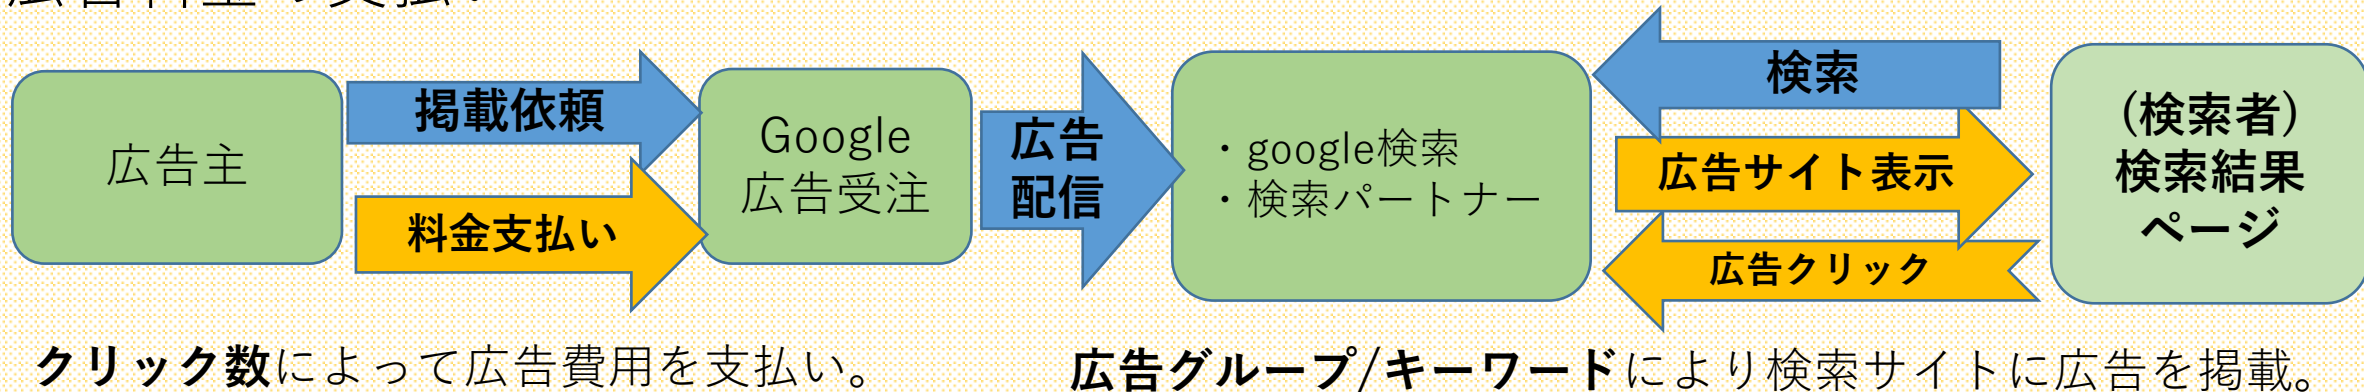 広告主
掲載依頼
料金支払い
Google
広告受注
広告
配信
・google検索
・検索パートナー
検索
広告サイト表示
広告クリック
(検索者)
検索結果
ページ
クリック数によって広告費用を支払い。
広告グループ/キーワードにより検索サイトに広告を掲載。